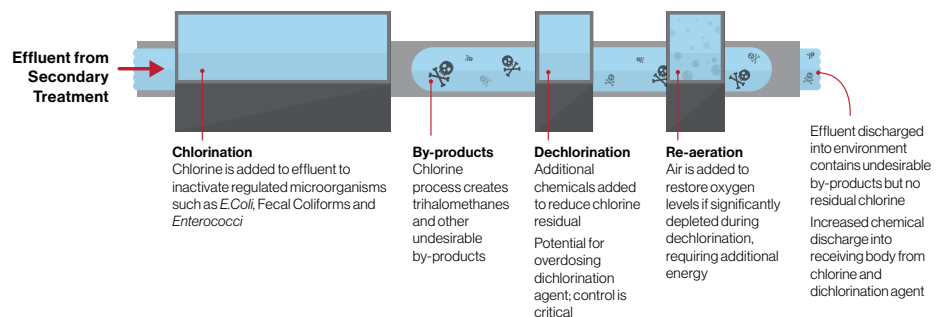 Effluent from
Secondary
Treatment
Chlorination
Chlorine is added to effluent to
inactivate regulated microorganisms
such as E.Coli, Fecal Coliforms and
Enterococci
By-products
Chlorine
process creates
trihalomethanes
and other
undesirable
by-products
Dechlorination
Additional
chemicals added
to reduce chlorine
residual
Potential for
overdosing
dichlorination
agent; control is
critical
Re-aeration
Air is added to
restore oxygen
levels if significantly
depleted during
dechlorination,
requiring additional
energy
Effluent discharged
into environment
contains undesirable
by-products but no
residual chlorine
Increased chemical
discharge into
receiving body from
chlorine and
dichlorination agent